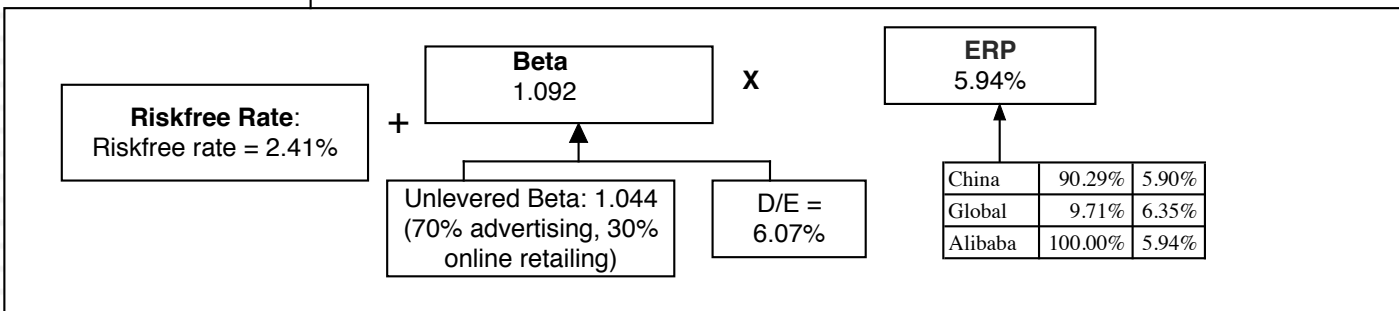 Riskfree Rate:
Riskfree rate = 2.41%
+
Beta
1.092
X
ERP
5.94%
Unlevered Beta: 1.044
(70% advertising, 30%
online retailing)
D/E =
6.07%
China 90.29% 5.90%
Global 9.71% 6.35%
Alibaba 100.00% 5.94%